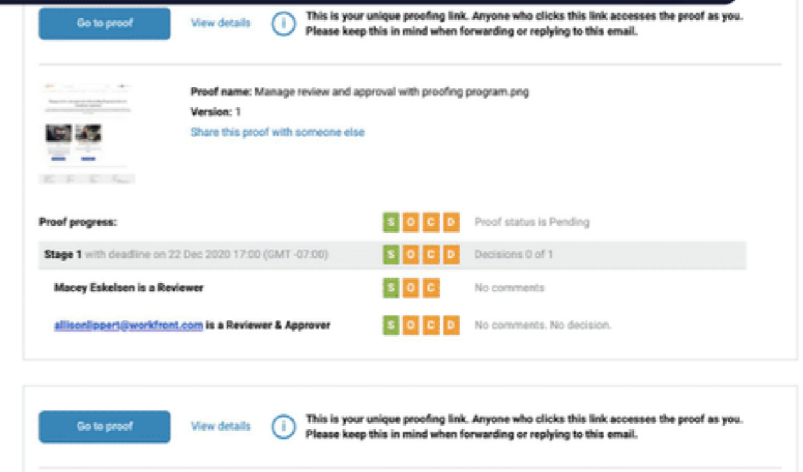 Go to proof
View details
i
This is your unique proofing link. Anyone who clicks this link accesses the proof as you.
Please keep this in mind when forwarding or replying to this email.
Proof name: Manage review and approval with proofing program.png
Version: 1
Share this proof with someone else
Proof progress:
S O C D
Proof status is Pending
Stage 1 with deadline on 22 Dec 2020 17:00 (GMT -07:00)
S O C D
Decisions 0 of 1
Macey Eskelsen is a Reviewer
S O C
No comments
allisonlippert@workfront.com is a Reviewer & Approver
S O C D
No comments. No decision.
Go to proof
View details
i
This is your unique proofing link. Anyone who clicks this link accesses the proof as you.
Please keep this in mind when forwarding or replying to this email.